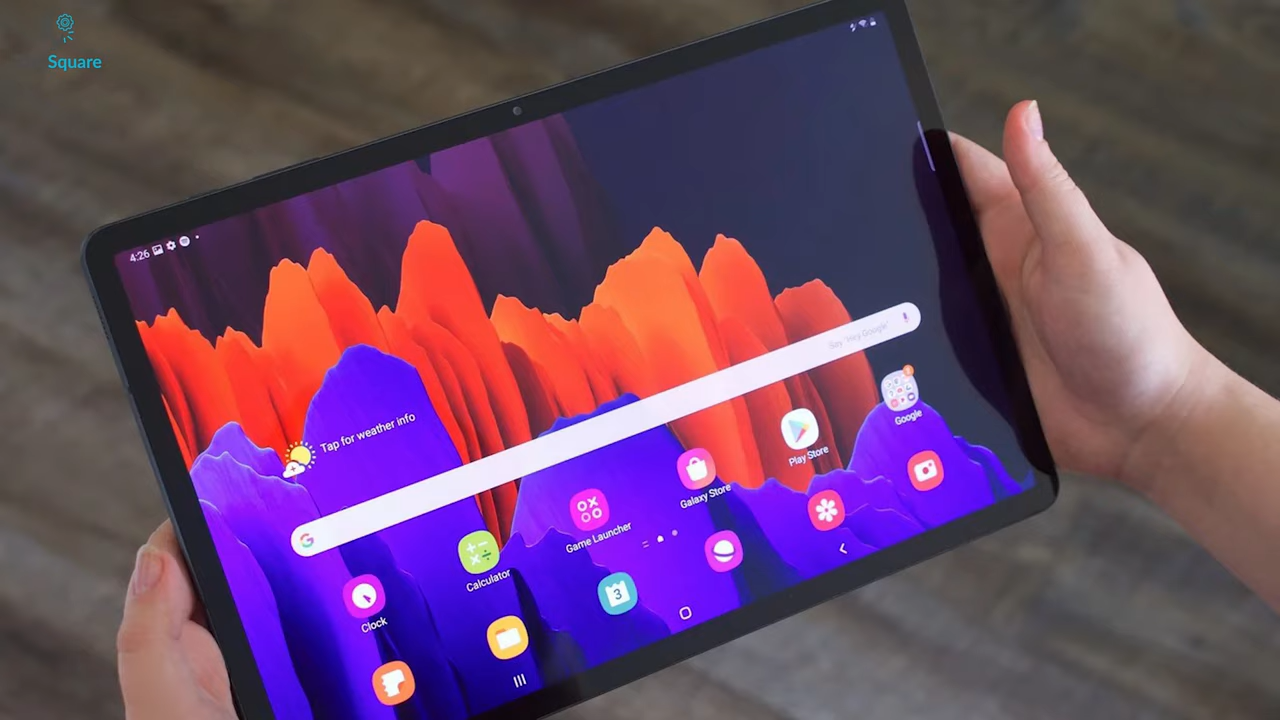 Square
4:26
Say "Hey Google"
Tap for weather info
Google
Play Store
Galaxy Store
Game Launcher
Calculator
Clock
3